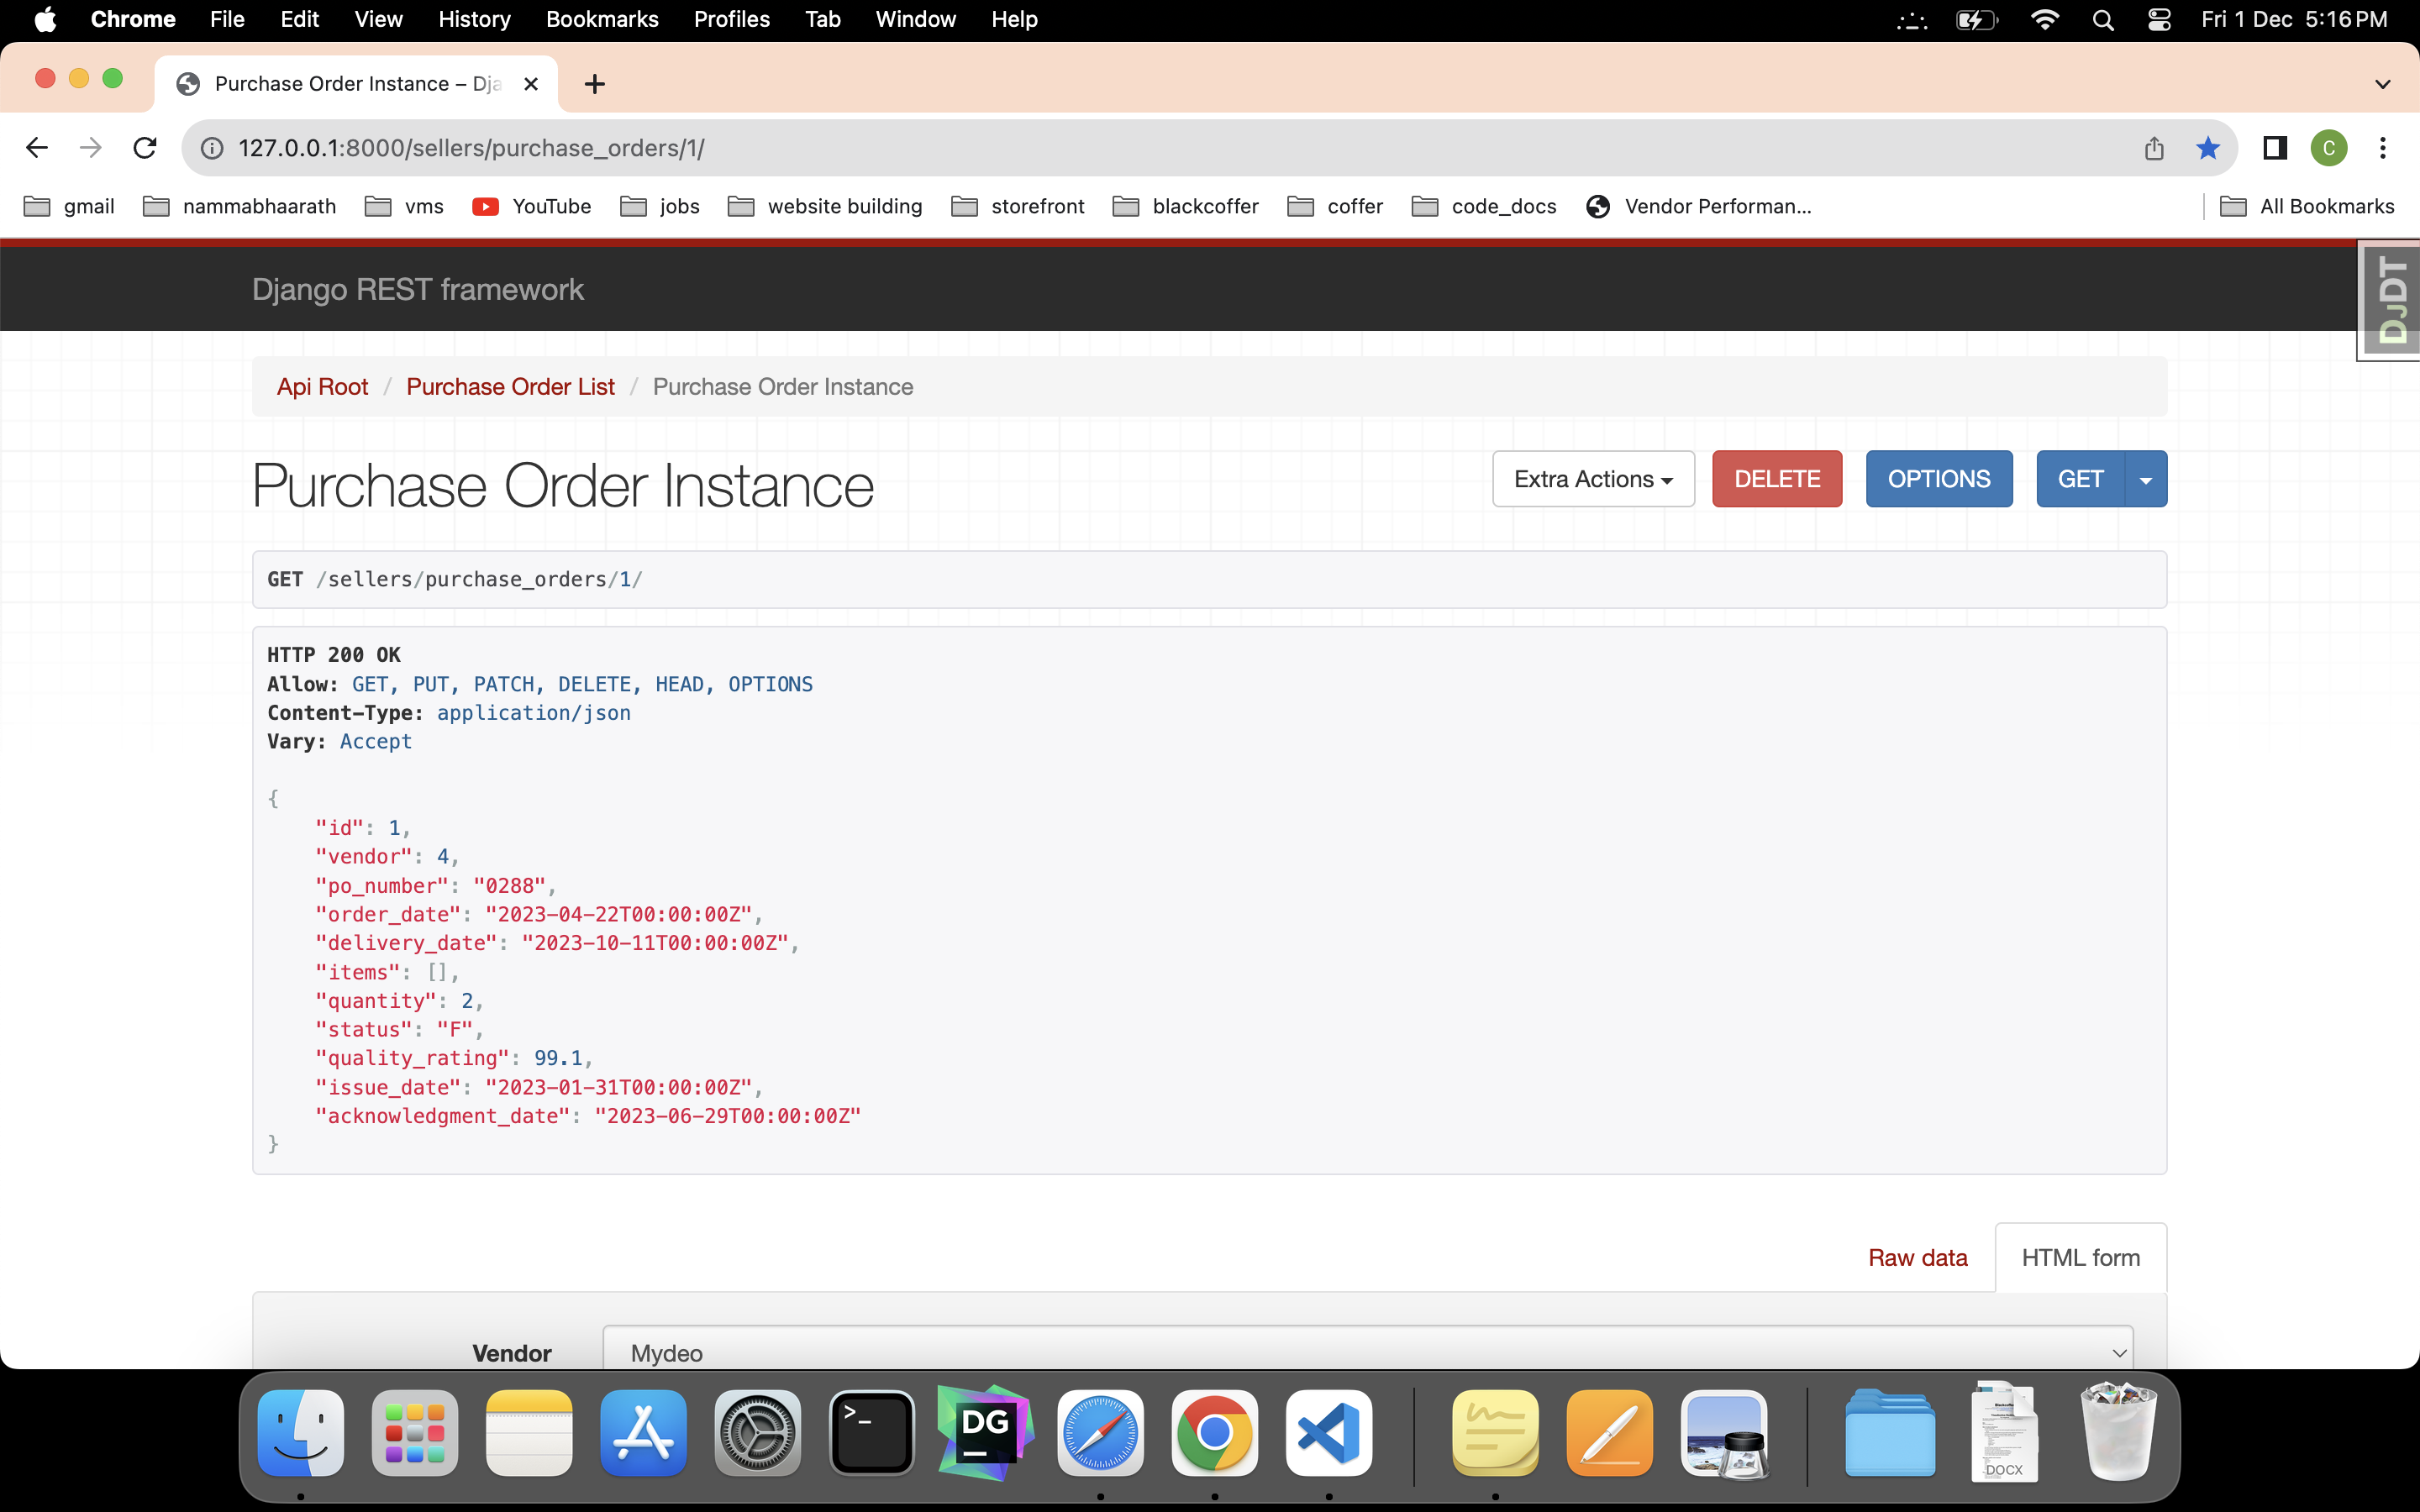 Chrome File Edit View History Bookmarks Profiles Tab Window Help Fri 1 Dec 5:16 PM
Purchase Order Instance – Dja
127.0.0.1:8000/sellers/purchase_orders/1/ C
gmail nammabhaarath vms YouTube jobs website building storefront blackcoffer coffer code_docs Vendor Performan... All Bookmarks
Django REST framework
DJDT
Api Root / Purchase Order List / Purchase Order Instance
Purchase Order Instance
Extra Actions DELETE OPTIONS GET
GET /sellers/purchase_orders/1/
HTTP 200 OK
Allow: GET, PUT, PATCH, DELETE, HEAD, OPTIONS
Content-Type: application/json
Vary: Accept
{
"id": 1,
"vendor": 4,
"po_number": "0288",
"order_date": "2023-04-22T00:00:00Z",
"delivery_date": "2023-10-11T00:00:00Z",
"items": [],
"quantity": 2,
"status": "F",
"quality_rating": 99.1,
"issue_date": "2023-01-31T00:00:00Z",
"acknowledgment_date": "2023-06-29T00:00:00Z"
}
Raw data HTML form
Vendor Mydeo
>_ DG DOCX